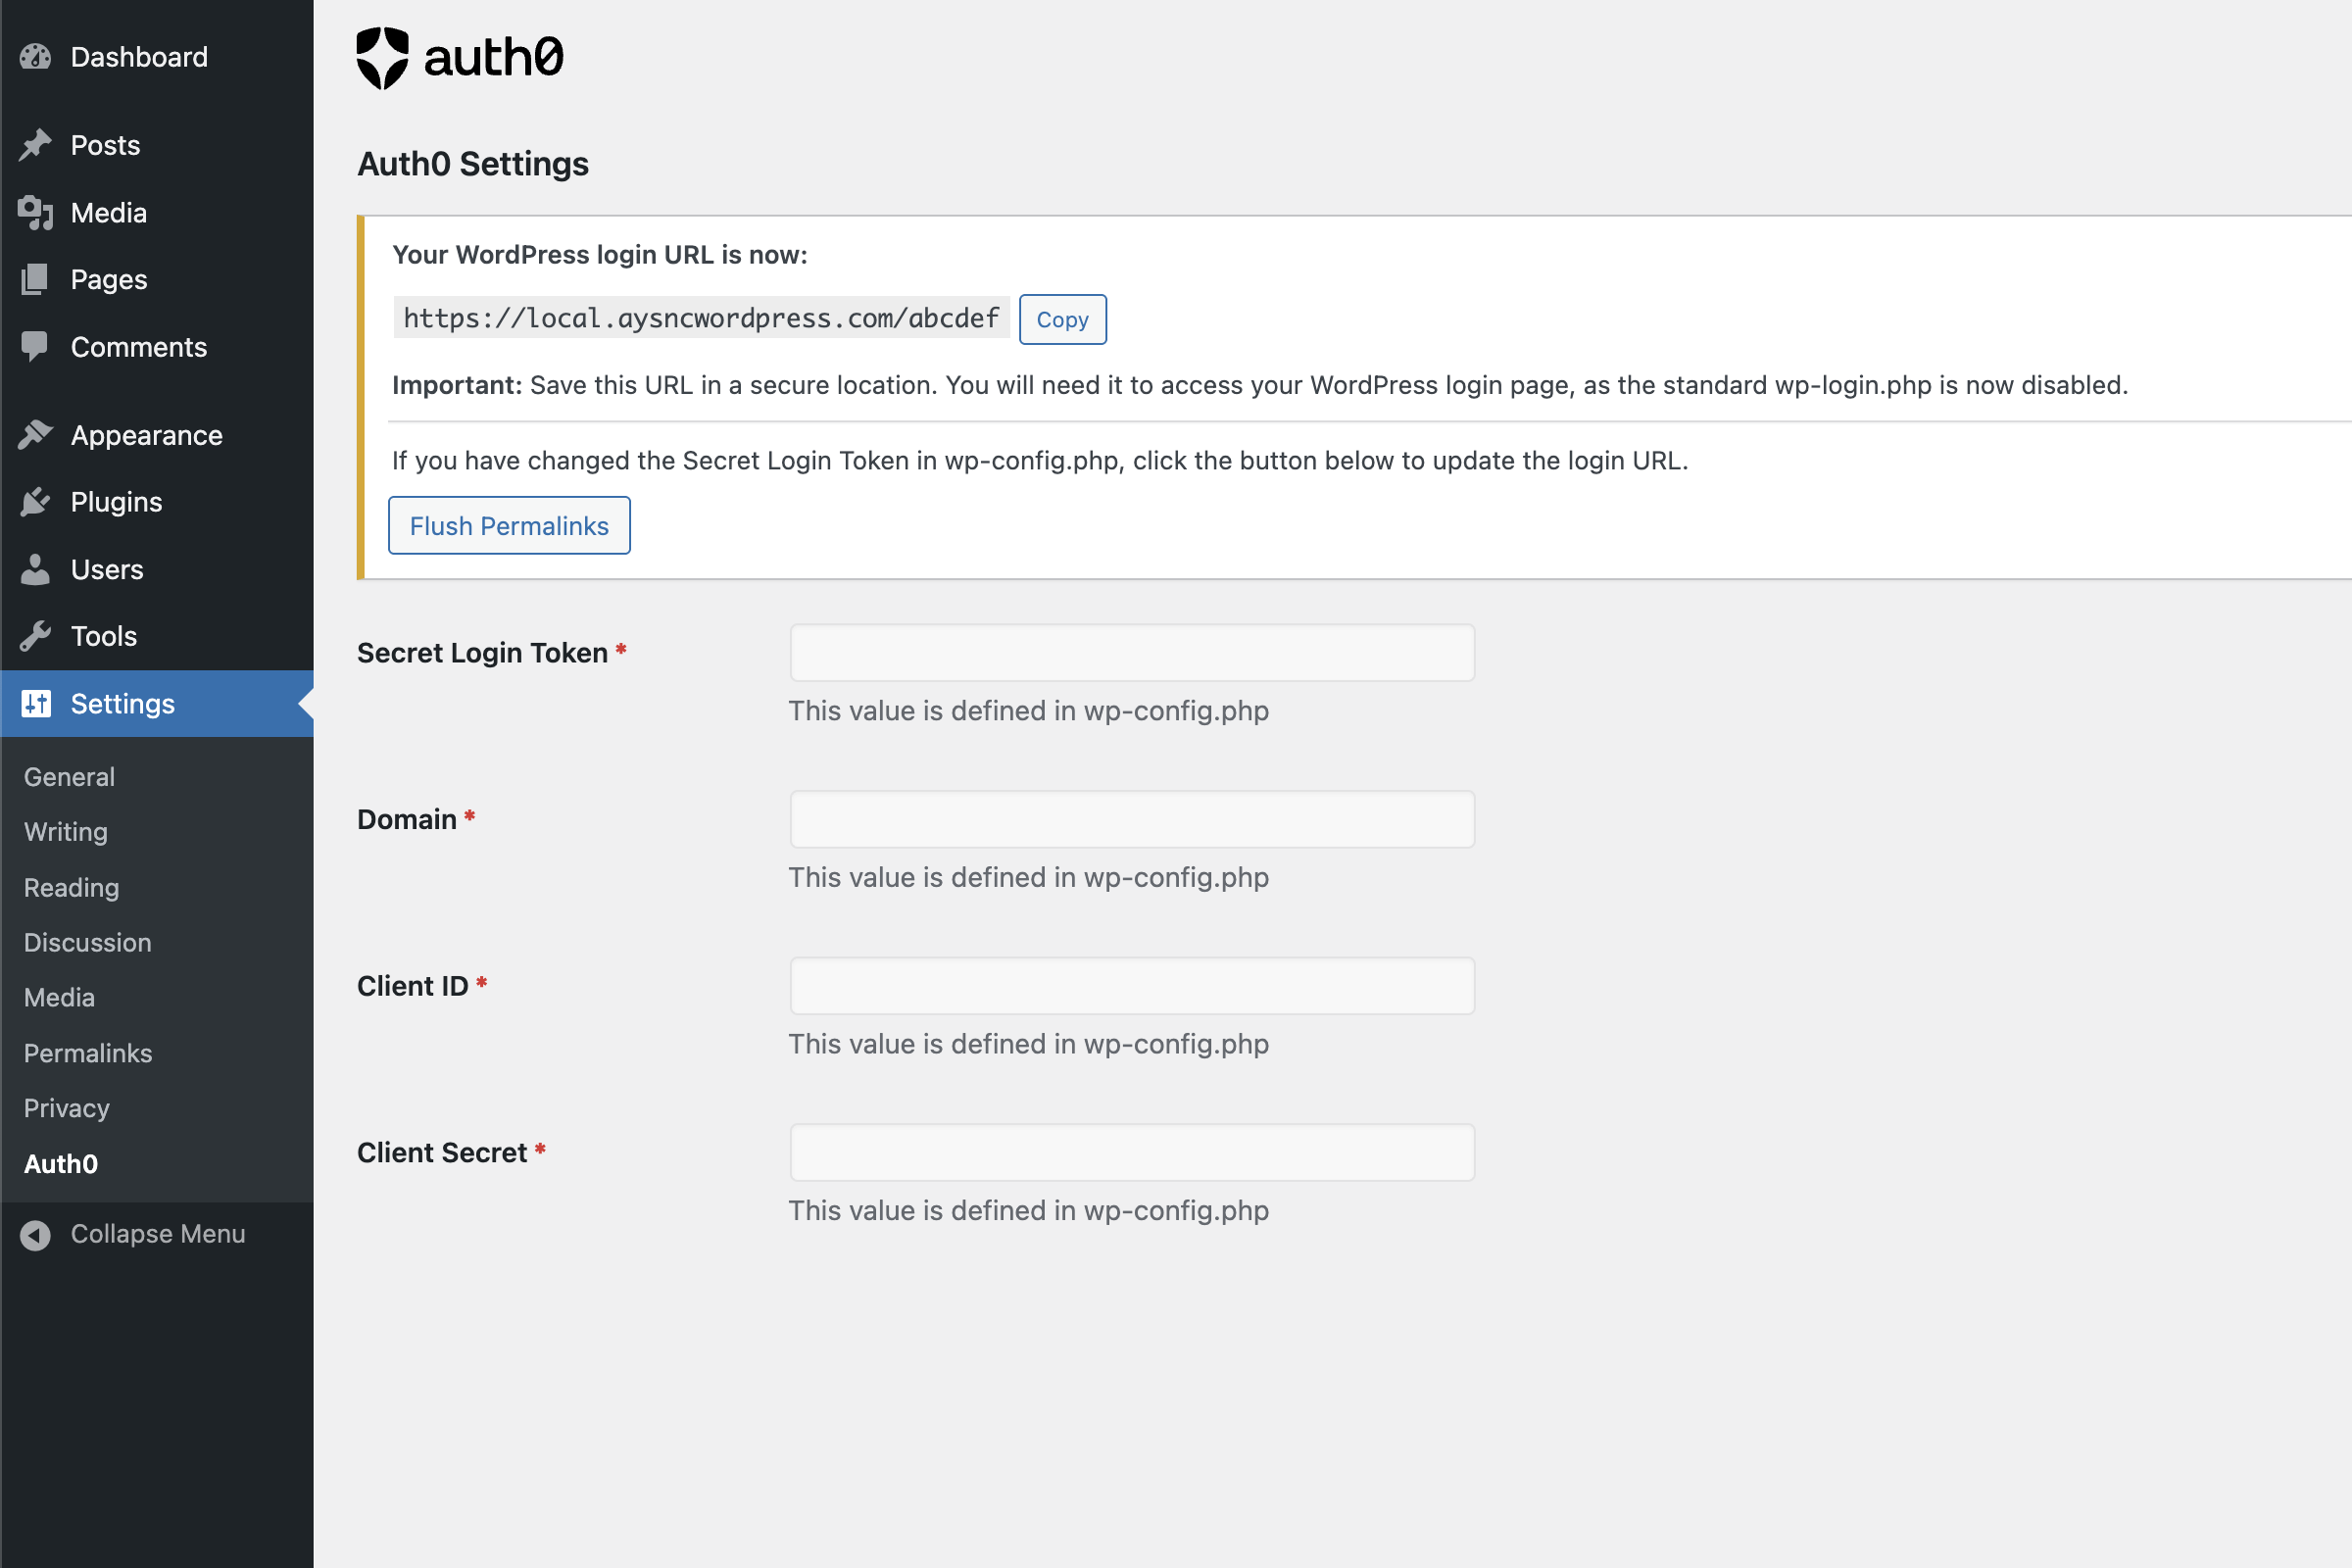 Dashboard
Posts
Media
Pages
Comments
Appearance
Plugins
Users
Tools
Settings
General
Writing
Reading
Discussion
Media
Permalinks
Privacy
Auth0
Collapse Menu
auth0
Auth0 Settings
Your WordPress login URL is now:
https://local.aysncwordpress.com/abcdef Copy
Important: Save this URL in a secure location. You will need it to access your WordPress login page, as the standard wp-login.php is now disabled.
If you have changed the Secret Login Token in wp-config.php, click the button below to update the login URL.
Flush Permalinks
Secret Login Token *
This value is defined in wp-config.php
Domain *
This value is defined in wp-config.php
Client ID *
This value is defined in wp-config.php
Client Secret *
This value is defined in wp-config.php